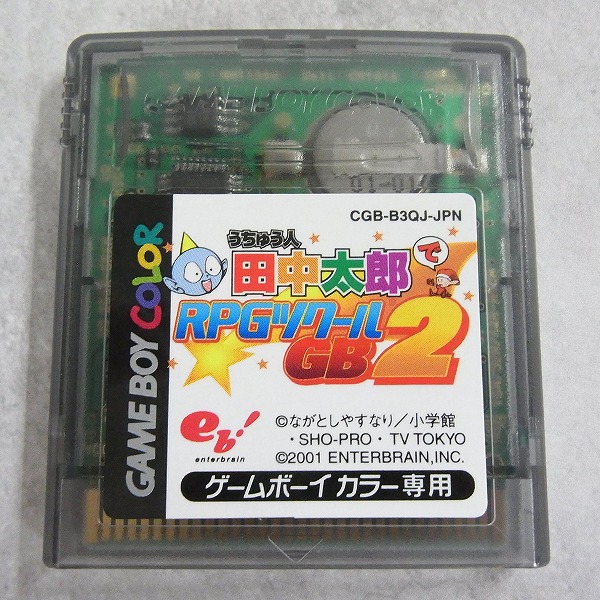 GAME BOY COLOR
CGB-B3QJ-JPN
うちゅう人
田中太郎で
RPGツクール
GB2
eb!
enterbrain
©ながとしやすなり／小学館
・SHO-PRO・TV TOKYO
©2001 ENTERBRAIN,INC.
ゲームボーイカラー専用
GAME BOY COLOR